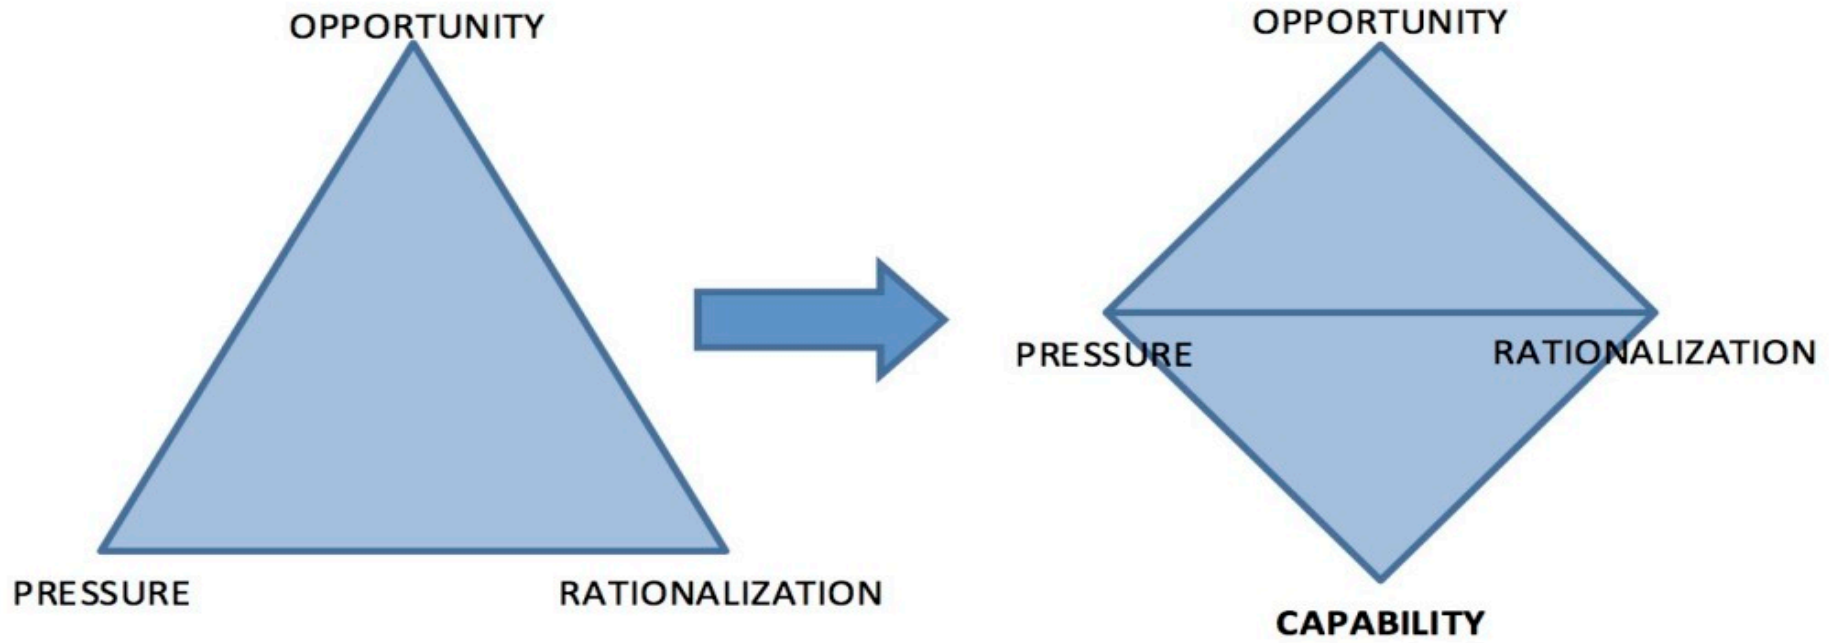 OPPORTUNITY
PRESSURE
RATIONALIZATION
OPPORTUNITY
PRESSURE
RATIONALIZATION
CAPABILITY